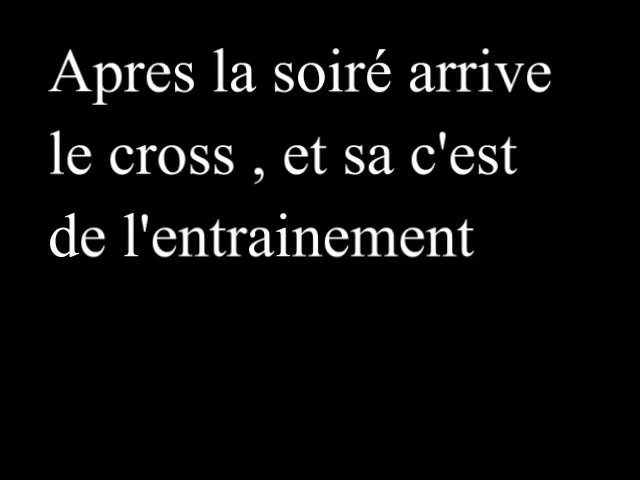 Apres la soiré arrive
le cross , et sa c'est
de l'entrainement